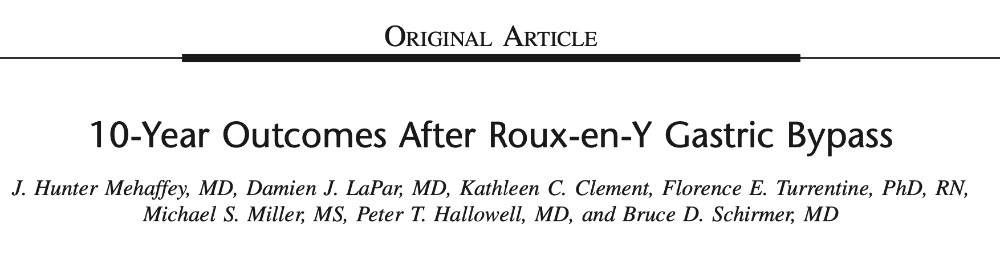 ORIGINAL ARTICLE
10-Year Outcomes After Roux-en-Y Gastric Bypass
J. Hunter Mehaffey, MD, Damien J. LaPar, MD, Kathleen C. Clement, Florence E. Turrentine, PhD, RN,
Michael S. Miller, MS, Peter T. Hallowell, MD, and Bruce D. Schirmer, MD